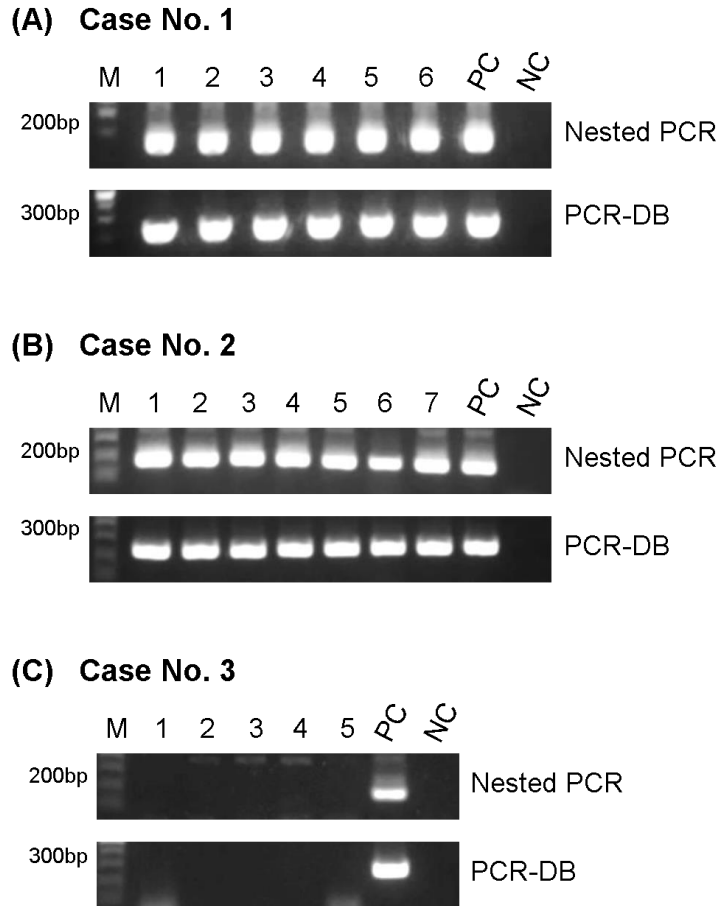 (A) Case No. 1
M 1 2 3 4 5 6 PC NC
200bp Nested PCR
300bp PCR-DB
(B) Case No. 2
M 1 2 3 4 5 6 7 PC NC
200bp Nested PCR
300bp PCR-DB
(C) Case No. 3
M 1 2 3 4 5 PC NC
200bp Nested PCR
300bp PCR-DB